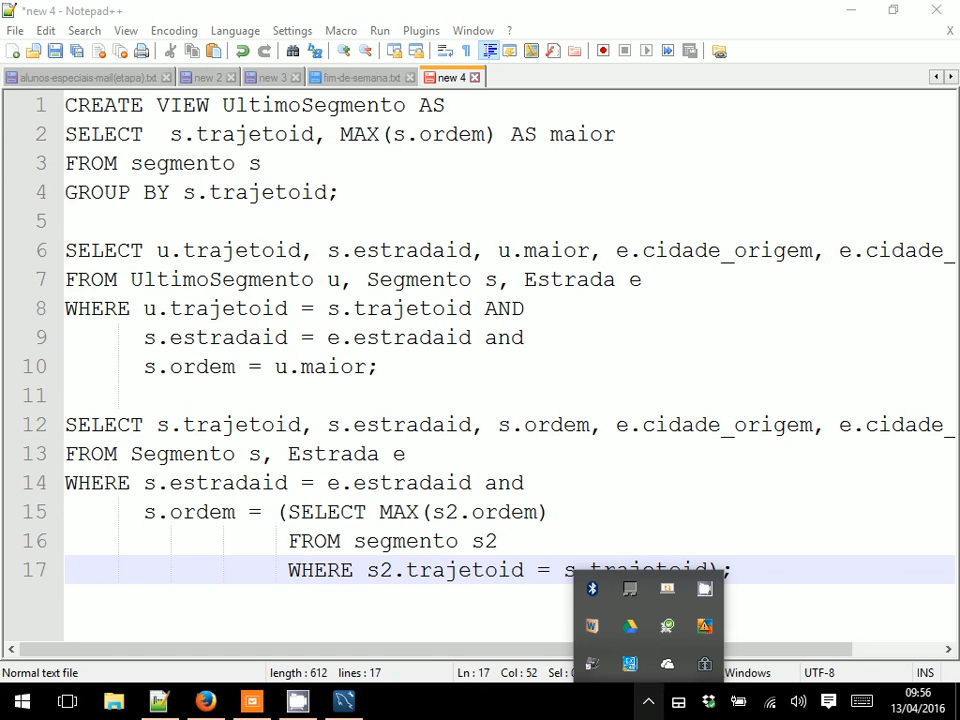 *new 4 - Notepad++
File Edit Search View Encoding Language Settings Macro Run Plugins Window ?
X
alunos-especiais-mail(etapa).txt new 2 new 3 fim-de-semana.txt new 4
1 CREATE VIEW UltimoSegmento AS
2 SELECT  s.trajetoid, MAX(s.ordem) AS maior
3 FROM segmento s
4 GROUP BY s.trajetoid;
5
6 SELECT u.trajetoid, s.estradaid, u.maior, e.cidade_origem, e.cidade_
7 FROM UltimoSegmento u, Segmento s, Estrada e
8 WHERE u.trajetoid = s.trajetoid AND
9 s.estradaid = e.estradaid and
10 s.ordem = u.maior;
11
12 SELECT s.trajetoid, s.estradaid, s.ordem, e.cidade_origem, e.cidade_
13 FROM Segmento s, Estrada e
14 WHERE s.estradaid = e.estradaid and
15 s.ordem = (SELECT MAX(s2.ordem)
16 FROM segmento s2
17 WHERE s2.trajetoid = s.trajetoid);
Normal text file length : 612 lines : 17 Ln : 17 Col : 52 Sel : Windows UTF-8 INS
09:56
13/04/2016